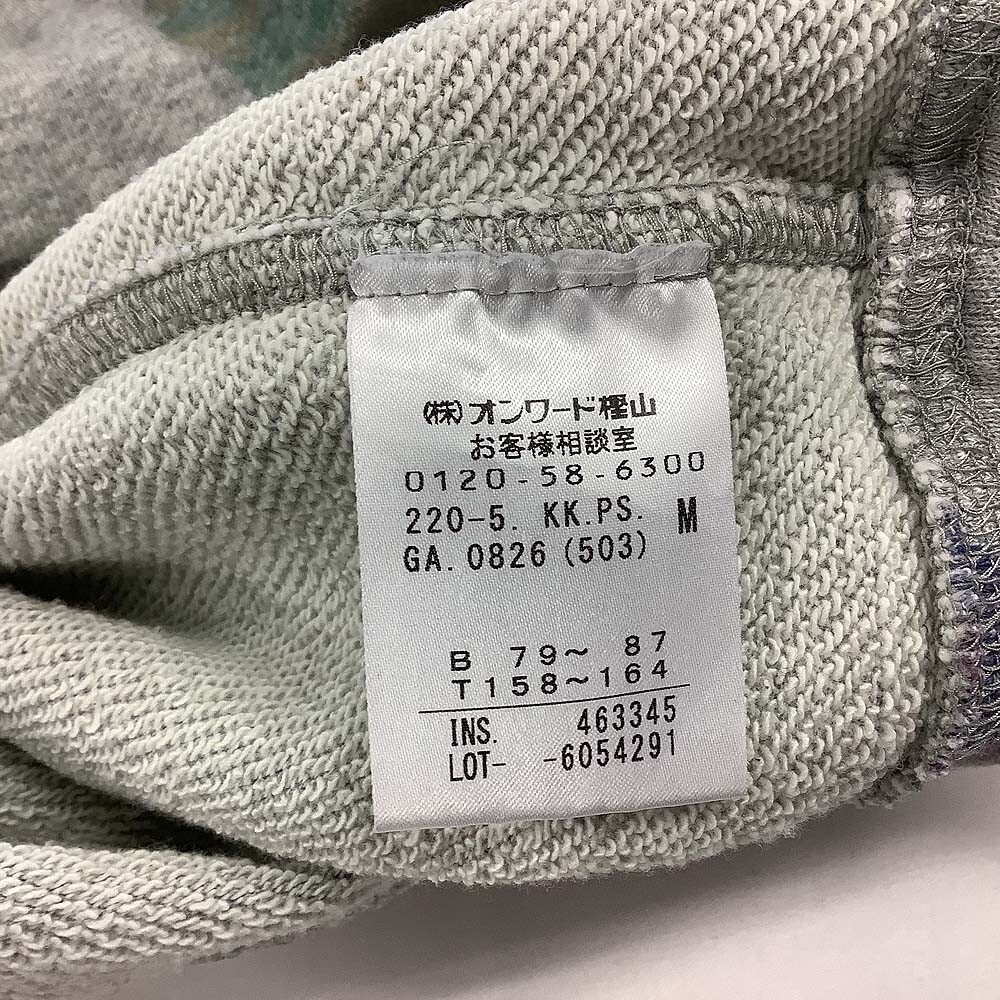 (株)オンワード樫山
お客様相談室
0120-58-6300
220-5. KK.PS. M
GA.0826(503)
B 79~ 87
T158~164
INS. 463345
LOT- -6054291